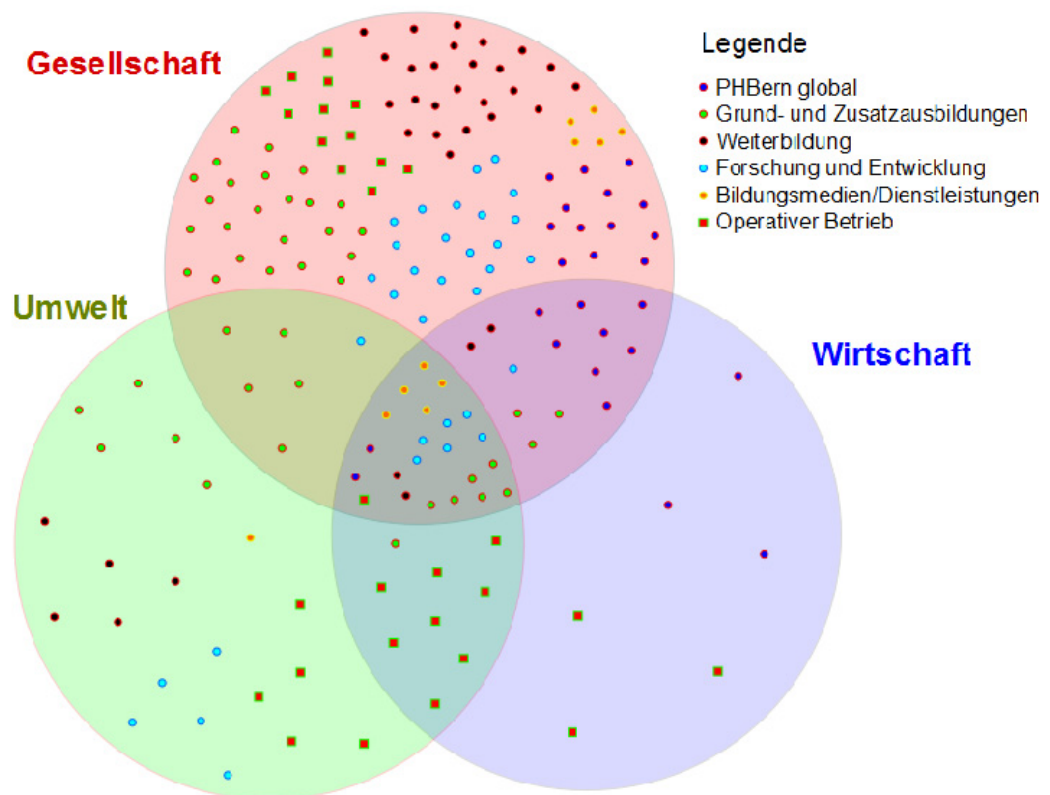 Gesellschaft
Umwelt
Wirtschaft
Legende
PHBern global
Grund- und Zusatzausbildungen
Weiterbildung
Forschung und Entwicklung
Bildungsmedien/Dienstleistungen
Operativer Betrieb